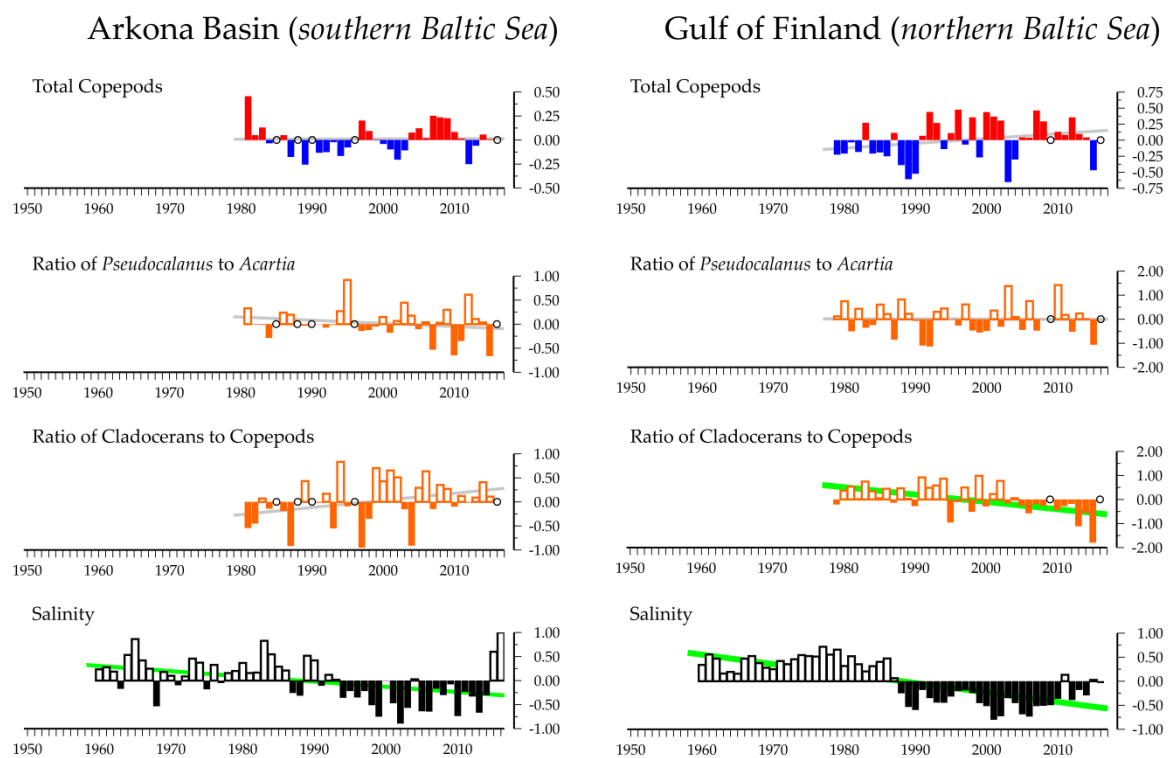 Arkona Basin (southern Baltic Sea)
Total Copepods
0.50
0.25
0.00
-0.25
-0.50
1950 1960 1970 1980 1990 2000 2010
Ratio of Pseudocalanus to Acartia
1.00
0.50
0.00
-0.50
-1.00
1950 1960 1970 1980 1990 2000 2010
Ratio of Cladocerans to Copepods
1.00
0.50
0.00
-0.50
-1.00
1950 1960 1970 1980 1990 2000 2010
Salinity
1.00
0.50
0.00
-0.50
-1.00
1950 1960 1970 1980 1990 2000 2010
Gulf of Finland (northern Baltic Sea)
Total Copepods
0.75
0.50
0.25
0.00
-0.25
-0.50
-0.75
1950 1960 1970 1980 1990 2000 2010
Ratio of Pseudocalanus to Acartia
2.00
1.00
0.00
-1.00
-2.00
1950 1960 1970 1980 1990 2000 2010
Ratio of Cladocerans to Copepods
2.00
1.00
0.00
-1.00
-2.00
1950 1960 1970 1980 1990 2000 2010
Salinity
1.00
0.50
0.00
-0.50
-1.00
1950 1960 1970 1980 1990 2000 2010